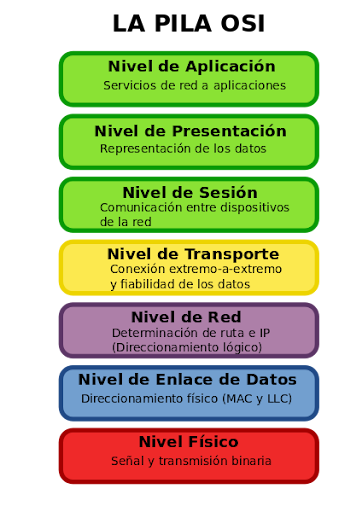 LA PILA OSI
Nivel de Aplicación
Servicios de red a aplicaciones
Nivel de Presentación
Representación de los datos
Nivel de Sesión
Comunicación entre dispositivos
de la red
Nivel de Transporte
Conexión extremo-a-extremo
y fiabilidad de los datos
Nivel de Red
Determinación de ruta e IP
(Direccionamiento lógico)
Nivel de Enlace de Datos
Direccionamiento físico (MAC y LLC)
Nivel Físico
Señal y transmisión binaria